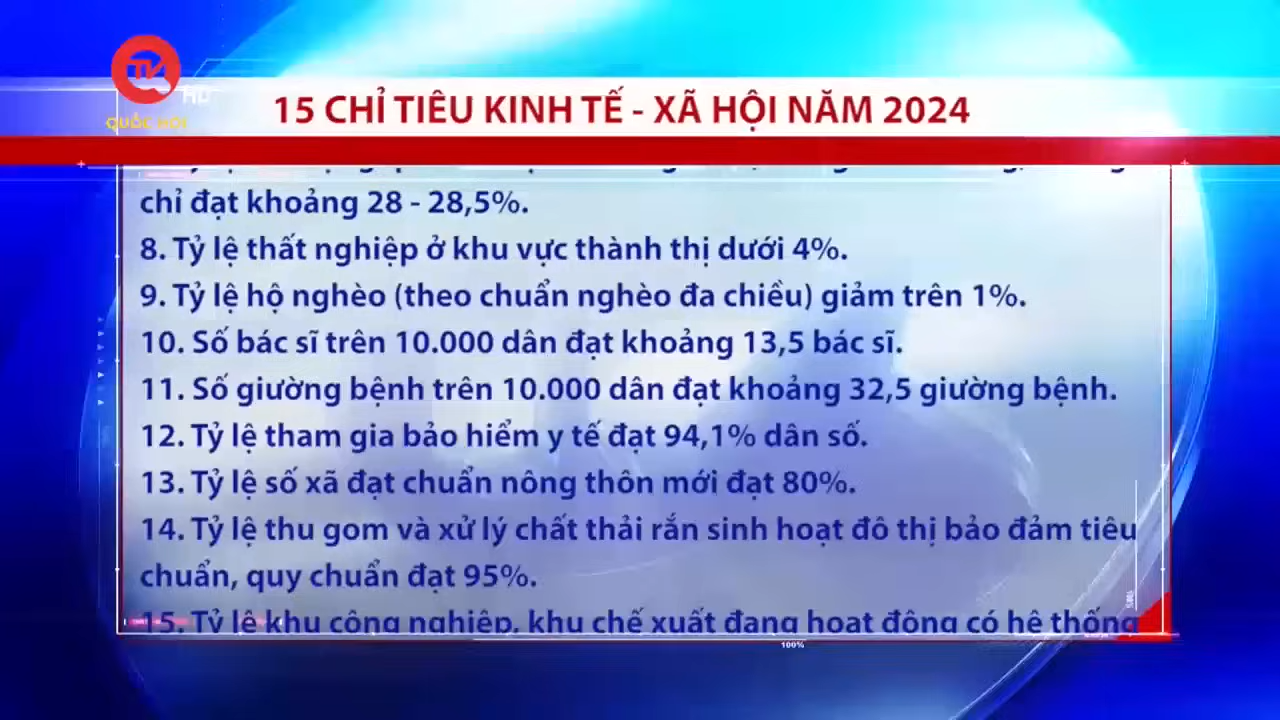 TV
HD
QUỐC HỘI
15 CHỈ TIÊU KINH TẾ - XÃ HỘI NĂM 2024
chỉ đạt khoảng 28 - 28,5%.
8. Tỷ lệ thất nghiệp ở khu vực thành thị dưới 4%.
9. Tỷ lệ hộ nghèo (theo chuẩn nghèo đa chiều) giảm trên 1%.
10. Số bác sĩ trên 10.000 dân đạt khoảng 13,5 bác sĩ.
11. Số giường bệnh trên 10.000 dân đạt khoảng 32,5 giường bệnh.
12. Tỷ lệ tham gia bảo hiểm y tế đạt 94,1% dân số.
13. Tỷ lệ số xã đạt chuẩn nông thôn mới đạt 80%.
14. Tỷ lệ thu gom và xử lý chất thải rắn sinh hoạt đô thị bảo đảm tiêu
chuẩn, quy chuẩn đạt 95%.
15. Tỷ lệ khu công nghiệp, khu chế xuất đang hoạt động có hệ thống
100%